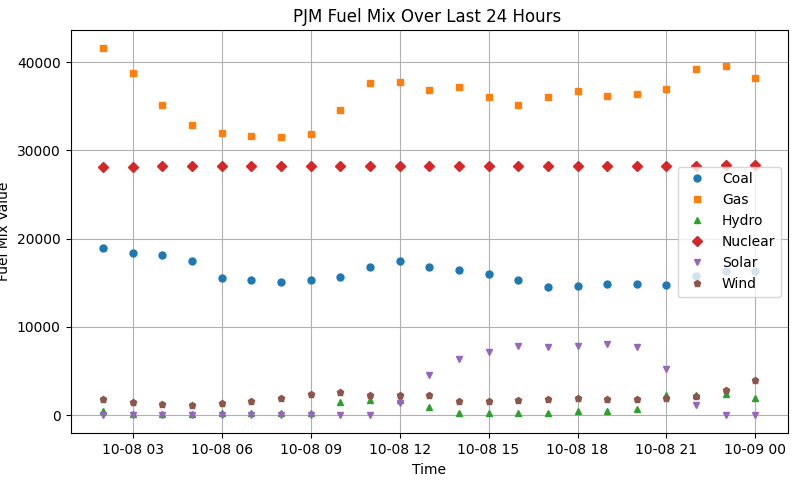 PJM Fuel Mix Over Last 24 Hours
40000
30000
20000
10000
0
Fuel Mix Value
Coal
Gas
Hydro
Nuclear
Solar
Wind
10-08 03
10-08 06
10-08 09
10-08 12
10-08 15
10-08 18
10-08 21
10-09 00
Time